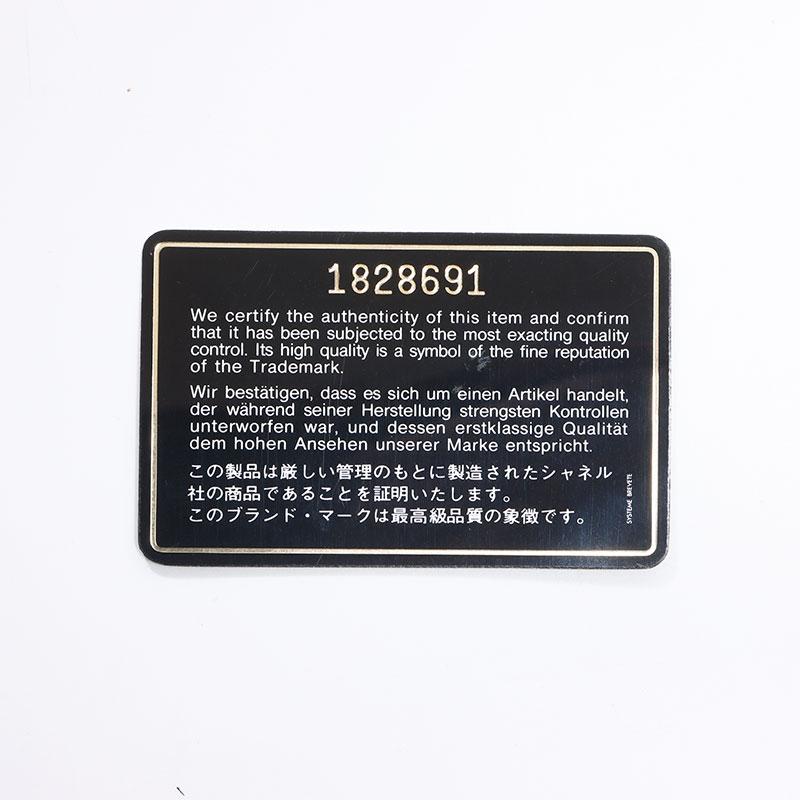 1828691
We certify the authenticity of this item and confirm
that it has been subjected to the most exacting quality
control. Its high quality is a symbol of the fine reputation
of the Trademark.
Wir bestätigen, dass es sich um einen Artikel handelt,
der während seiner Herstellung strengsten Kontrollen
unterworfen war, und dessen erstklassige Qualität
dem hohen Ansehen unserer Marke entspricht.
この製品は厳しい管理のもとに製造されたシャネル
社の商品であることを証明いたします。
このブランド・マークは最高級品質の象徴です。
SYSTEME BREVETE